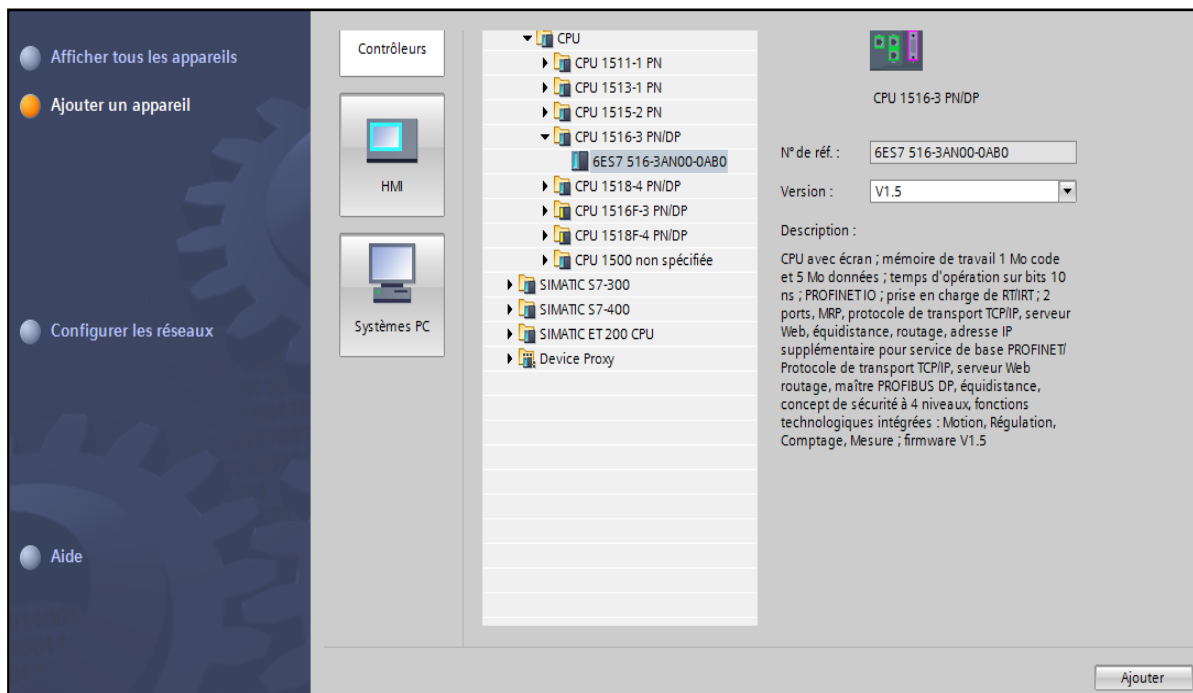 Afficher tous les appareils
Ajouter un appareil
Configurer les réseaux
Aide
Contrôleurs
HMI
Systèmes PC
CPU
CPU 1511-1 PN
CPU 1513-1 PN
CPU 1515-2 PN
CPU 1516-3 PN/DP
6ES7 516-3AN00-0AB0
CPU 1518-4 PN/DP
CPU 1516F-3 PN/DP
CPU 1518F-4 PN/DP
CPU 1500 non spécifiée
SIMATIC S7-300
SIMATIC S7-400
SIMATIC ET 200 CPU
Device Proxy
CPU 1516-3 PN/DP
N° de réf. : 6ES7 516-3AN00-0AB0
Version : V1.5
Description :
CPU avec écran ; mémoire de travail 1 Mo code
et 5 Mo données ; temps d'opération sur bits 10
ns ; PROFINET IO ; prise en charge de RT/IRT ; 2
ports, MRP, protocole de transport TCP/IP, serveur
Web, équidistance, routage, adresse IP
supplémentaire pour service de base PROFINET/
Protocole de transport TCP/IP, serveur Web
routage, maître PROFIBUS DP, équidistance,
concept de sécurité à 4 niveaux, fonctions
technologiques intégrées : Motion, Régulation,
Comptage, Mesure ; firmware V1.5
Ajouter